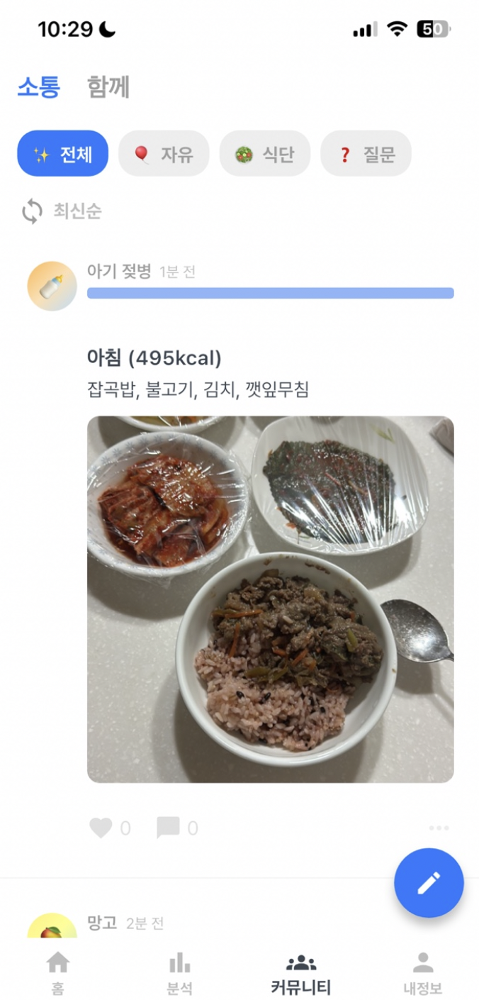 10:29
50
소통 함께
전체 자유 식단 질문
최신순
아기 젖병 1분 전
아침 (495kcal)
잡곡밥, 불고기, 김치, 깻잎무침
0 0
망고 2분 전
홈 분석 커뮤니티 내정보